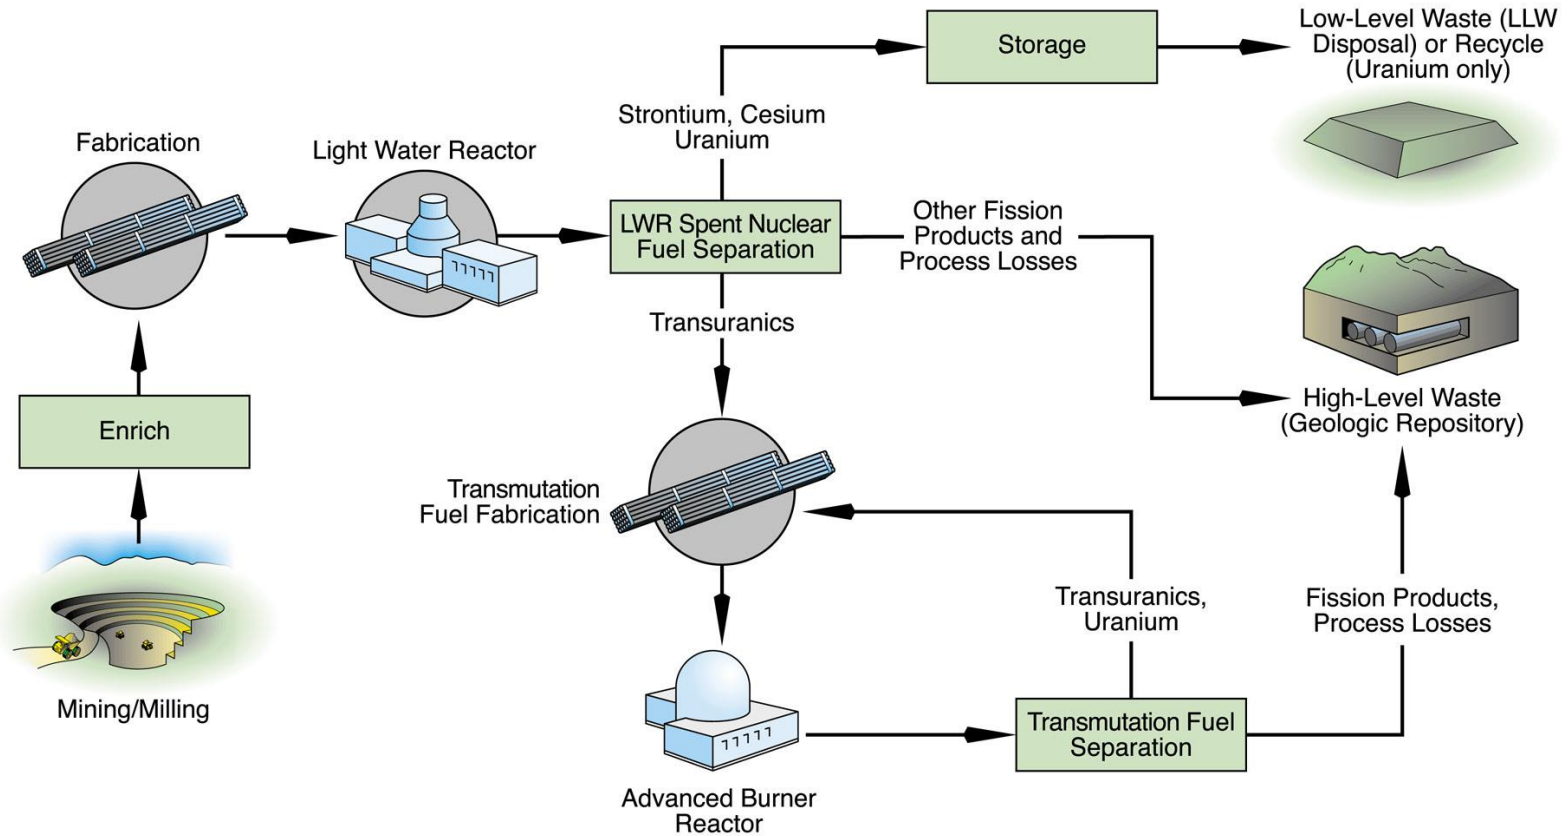 Storage
Low-Level Waste (LLW
Disposal) or Recycle
(Uranium only)
Strontium, Cesium
Uranium
Fabrication
Light Water Reactor
LWR Spent Nuclear
Fuel Separation
Other Fission
Products and
Process Losses
Transuranics
Enrich
High-Level Waste
(Geologic Repository)
Transmutation
Fuel Fabrication
Transuranics,
Uranium
Fission Products,
Process Losses
Mining/Milling
Transmutation Fuel
Separation
Advanced Burner
Reactor